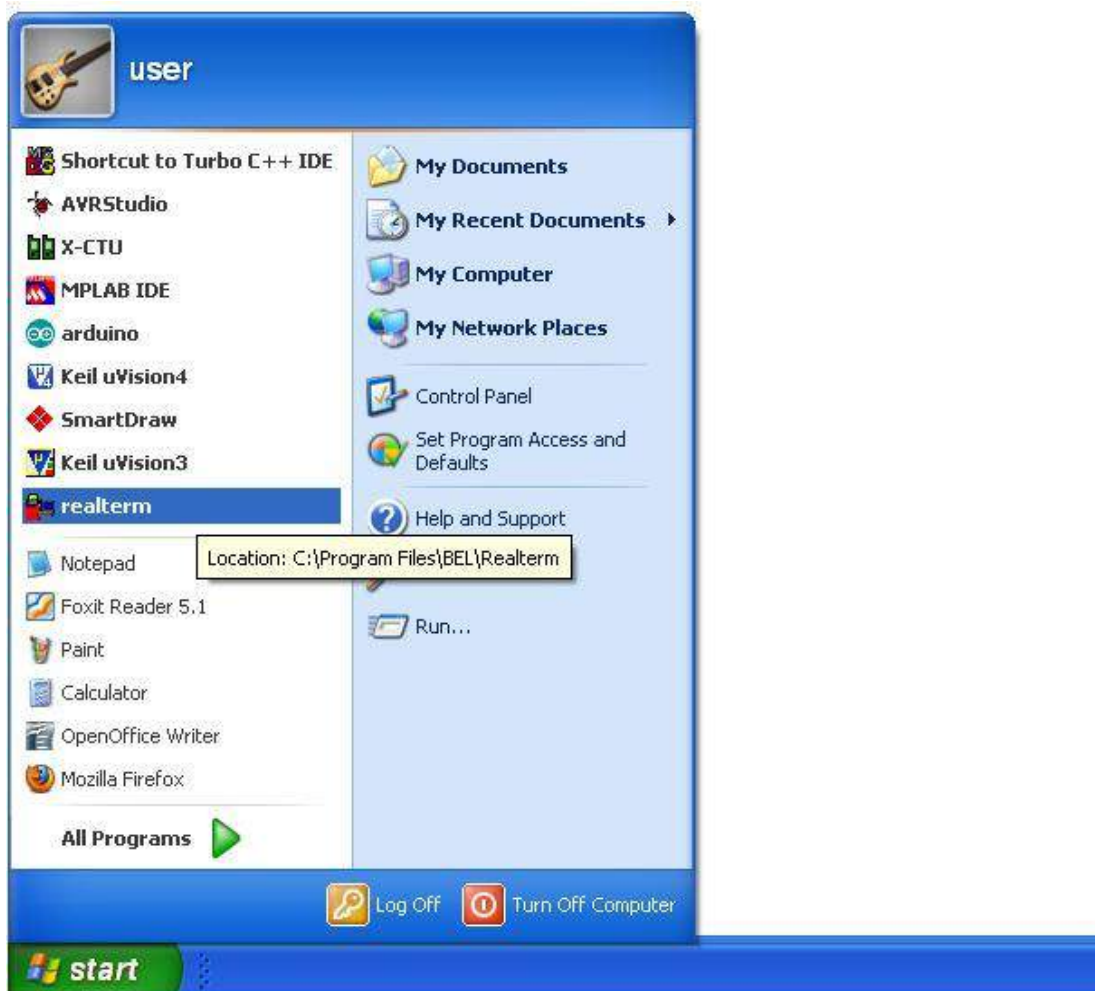 user
Shortcut to Turbo C++ IDE
AVRStudio
X-CTU
MPLAB IDE
arduino
Keil uVision4
SmartDraw
Keil uVision3
realterm
Notepad
Foxit Reader 5.1
Paint
Calculator
OpenOffice Writer
Mozilla Firefox
All Programs
My Documents
My Recent Documents
My Computer
My Network Places
Control Panel
Set Program Access and
Defaults
Help and Support
Location: C:\Program Files\BEL\Realterm
Run...
Log Off
Turn Off Computer
start